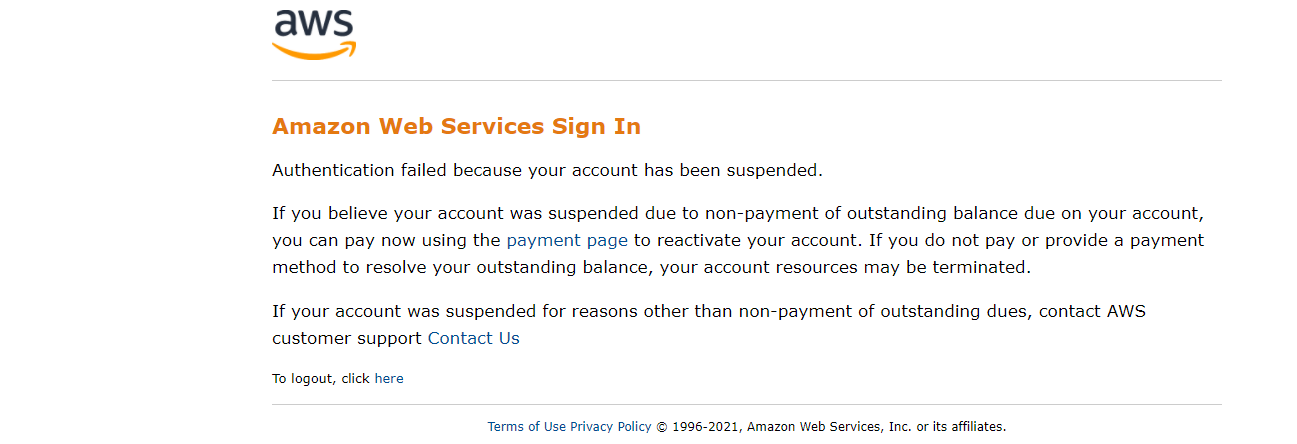 aws
Amazon Web Services Sign In
Authentication failed because your account has been suspended.
If you believe your account was suspended due to non-payment of outstanding balance due on your account,
you can pay now using the payment page to reactivate your account. If you do not pay or provide a payment
method to resolve your outstanding balance, your account resources may be terminated.
If your account was suspended for reasons other than non-payment of outstanding dues, contact AWS
customer support Contact Us
To logout, click here
Terms of Use Privacy Policy © 1996-2021, Amazon Web Services, Inc. or its affiliates.